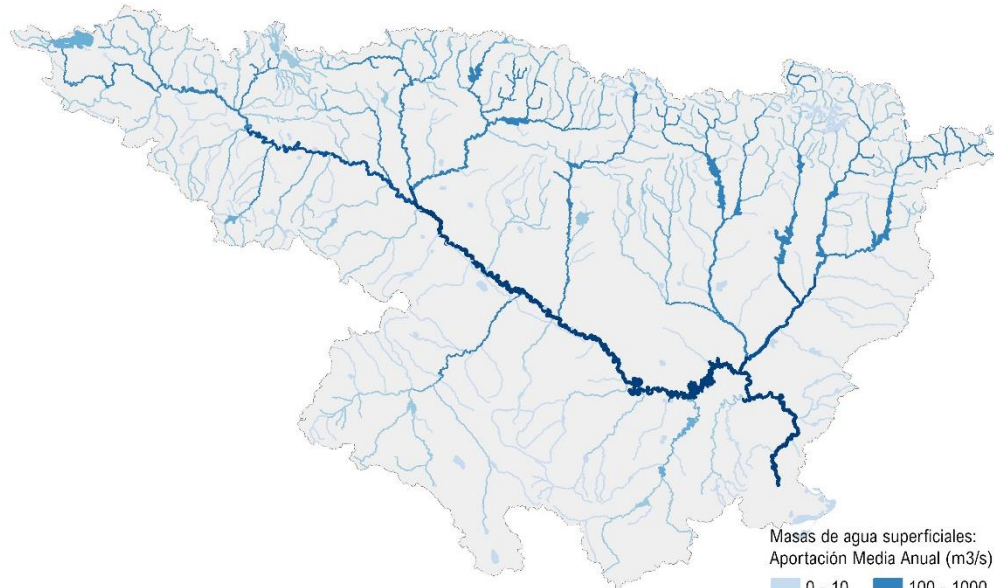 Masas de agua superficiales:
Aportación Media Anual (m3/s)
0 - 10 100 - 1000